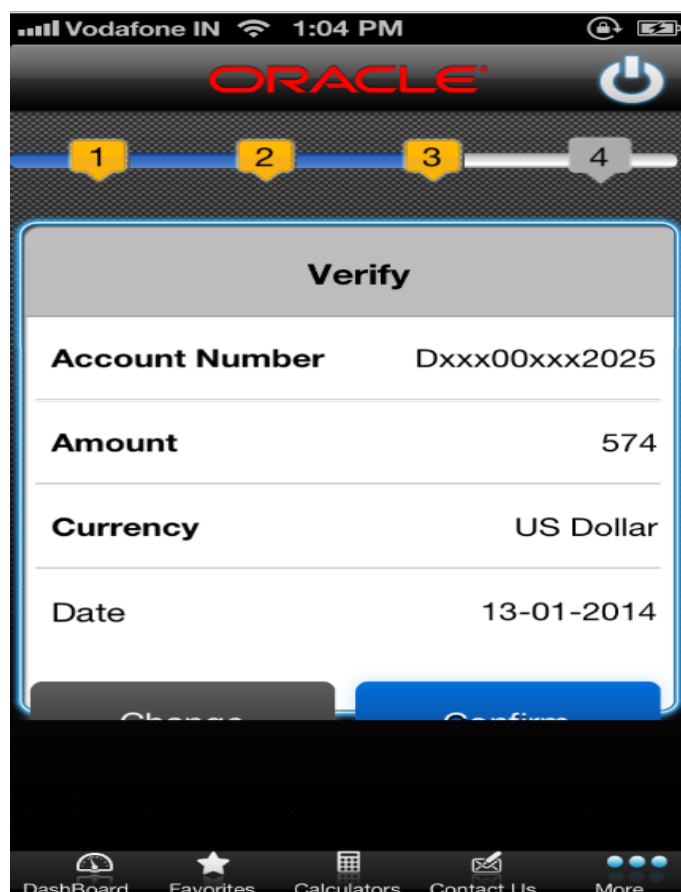 Vodafone IN 1:04 PM
ORACLE
1 2 3 4
Verify
Account Number Dxxx00xxx2025
Amount 574
Currency US Dollar
Date 13-01-2014
Change Confirm
DashBoard Favorites Calculators Contact Us More